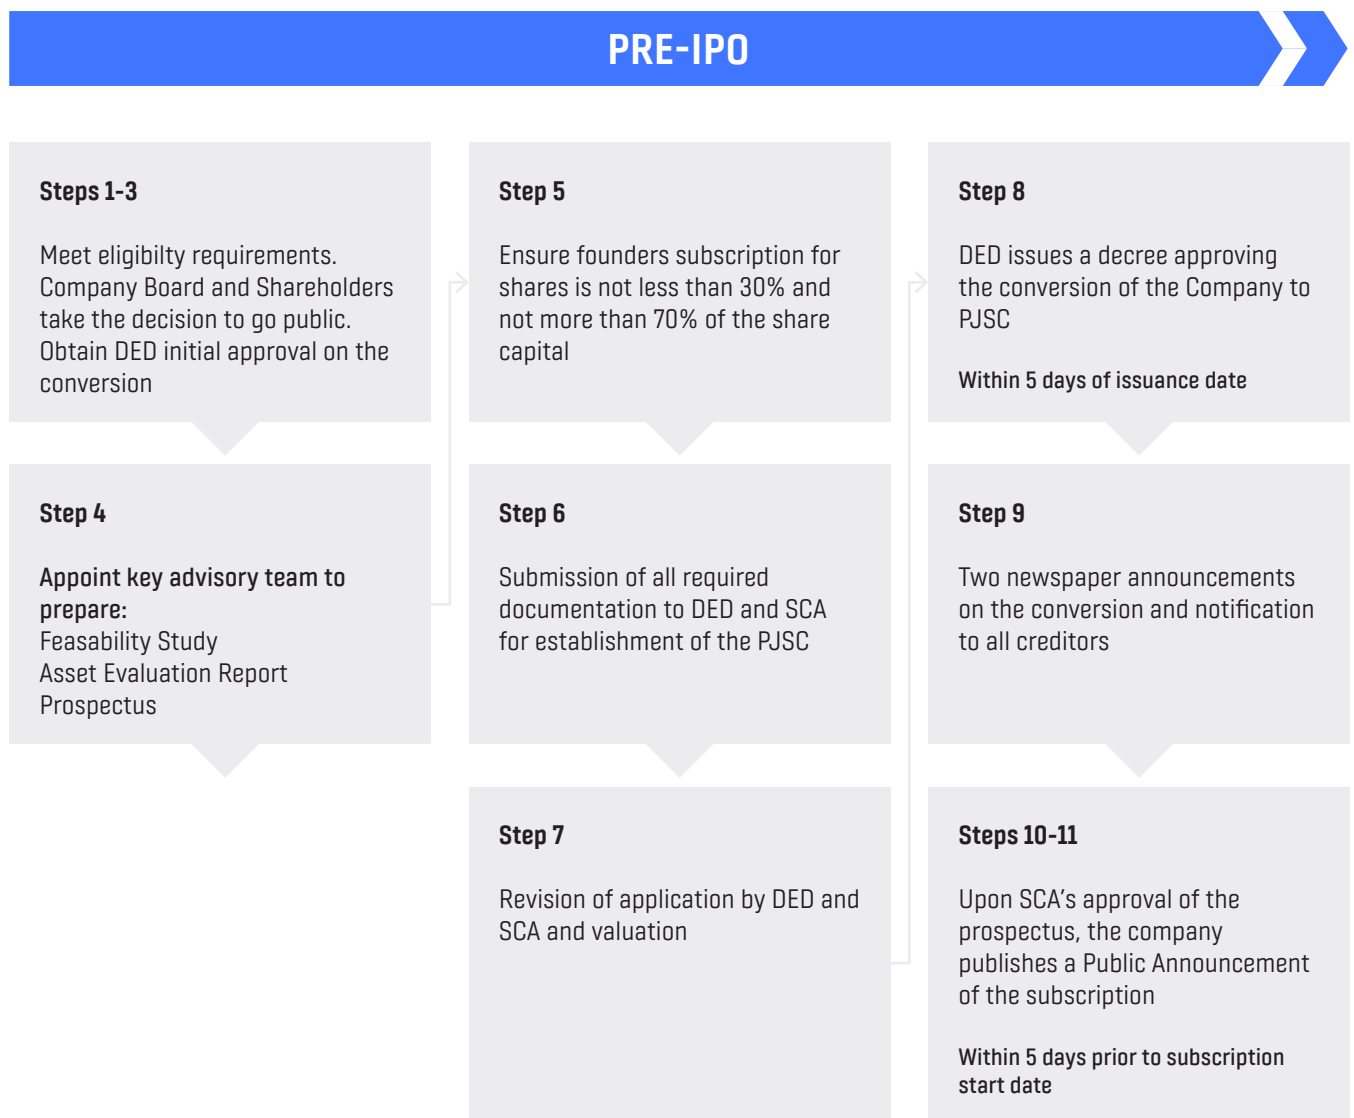 PRE-IPO
Steps 1-3
Meet eligibilty requirements.
Company Board and Shareholders
take the decision to go public.
Obtain DED initial approval on the
conversion
Step 4
Appoint key advisory team to
prepare:
Feasability Study
Asset Evaluation Report
Prospectus
Step 5
Ensure founders subscription for
shares is not less than 30% and
not more than 70% of the share
capital
Step 6
Submission of all required
documentation to DED and SCA
for establishment of the PJSC
Step 7
Revision of application by DED and
SCA and valuation
Step 8
DED issues a decree approving
the conversion of the Company to
PJSC
Within 5 days of issuance date
Step 9
Two newspaper announcements
on the conversion and notification
to all creditors
Steps 10-11
Upon SCA's approval of the
prospectus, the company
publishes a Public Announcement
of the subscription
Within 5 days prior to subscription
start date